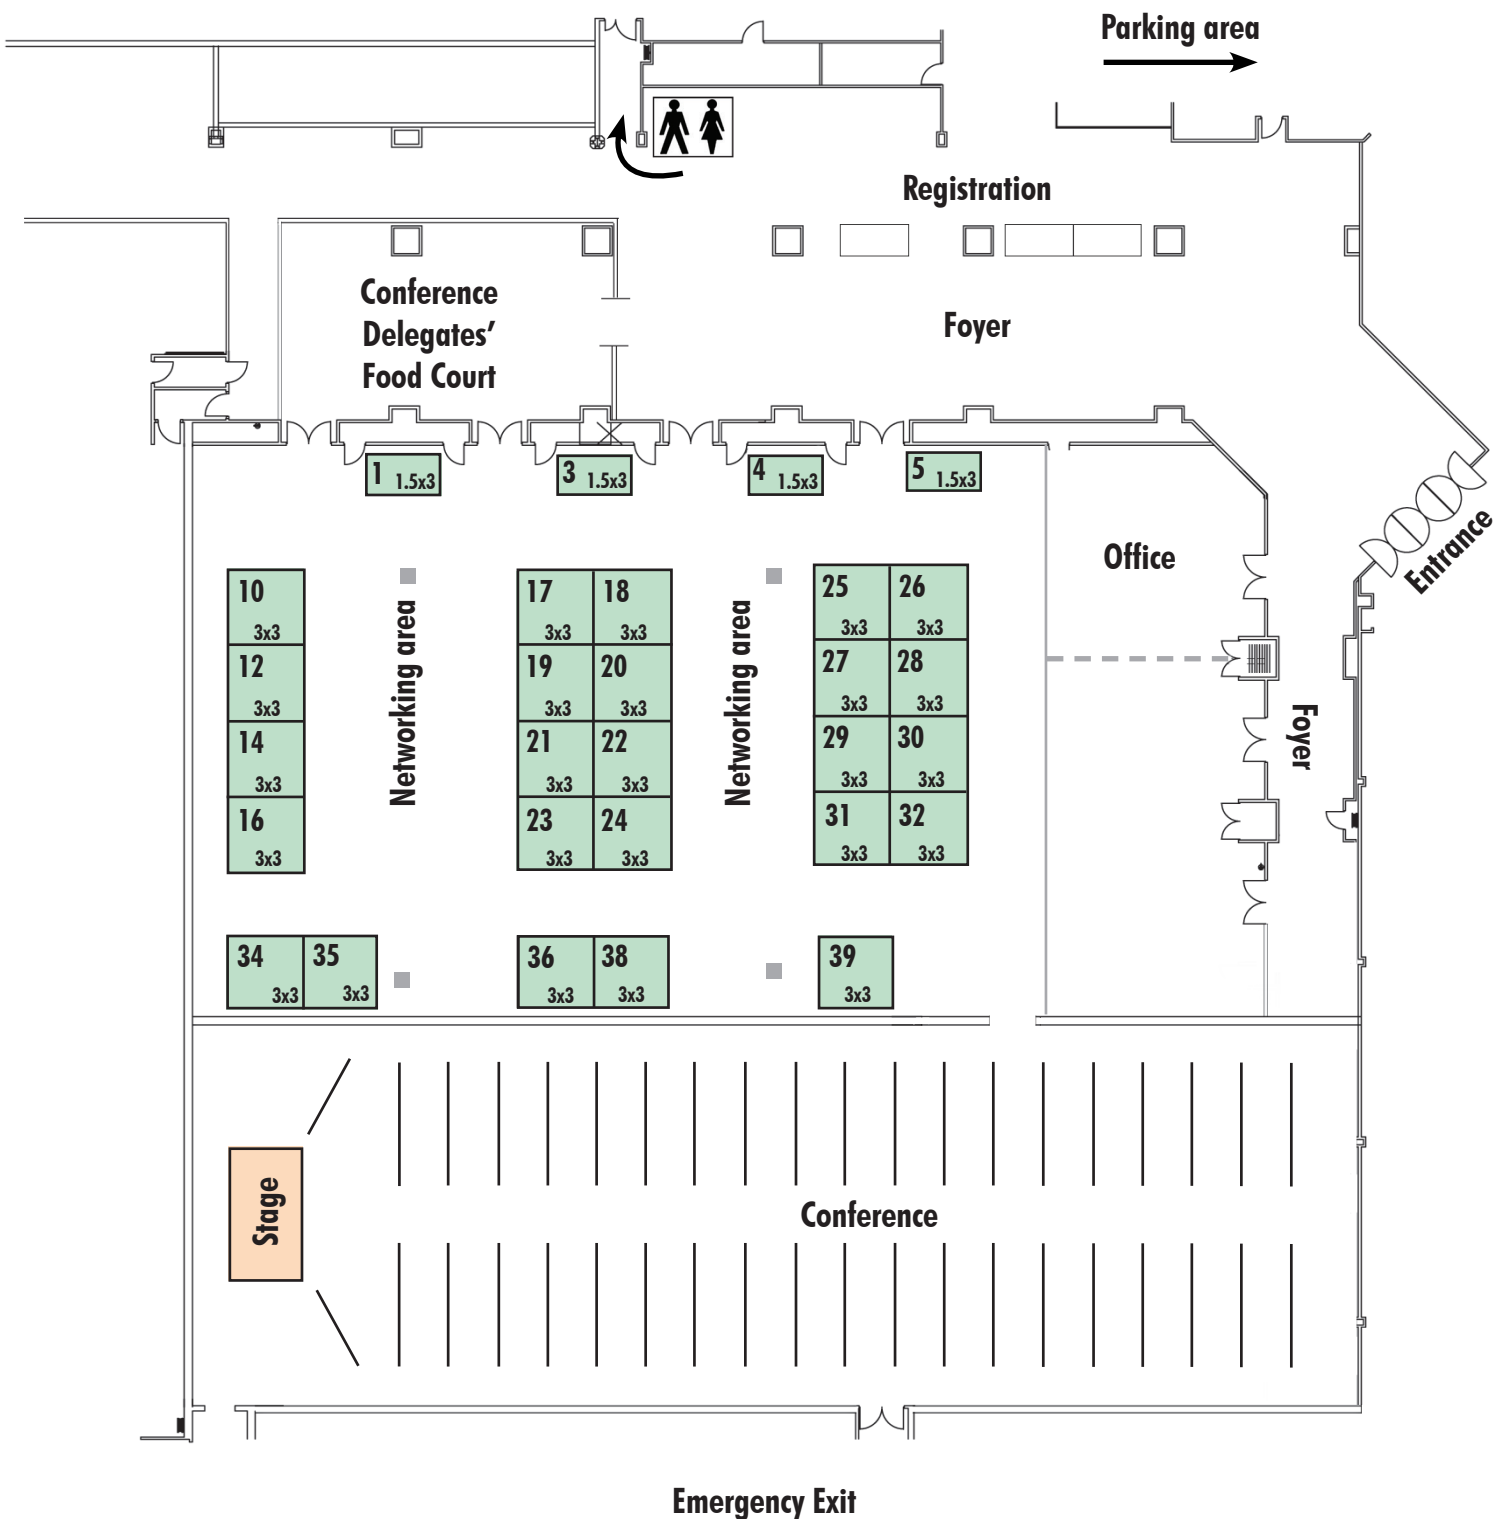 Parking area
Registration
Conference
Delegates’
Food Court
Foyer
Entrance
1 1.5x3
3 1.5x3
4 1.5x3
5 1.5x3
Office
Foyer
Networking area
Networking area
10
3x3
12
3x3
14
3x3
16
3x3
17
3x3
18
3x3
19
3x3
20
3x3
21
3x3
22
3x3
23
3x3
24
3x3
25
3x3
26
3x3
27
3x3
28
3x3
29
3x3
30
3x3
31
3x3
32
3x3
34
3x3
35
3x3
36
3x3
38
3x3
39
3x3
Stage
Conference
Emergency Exit